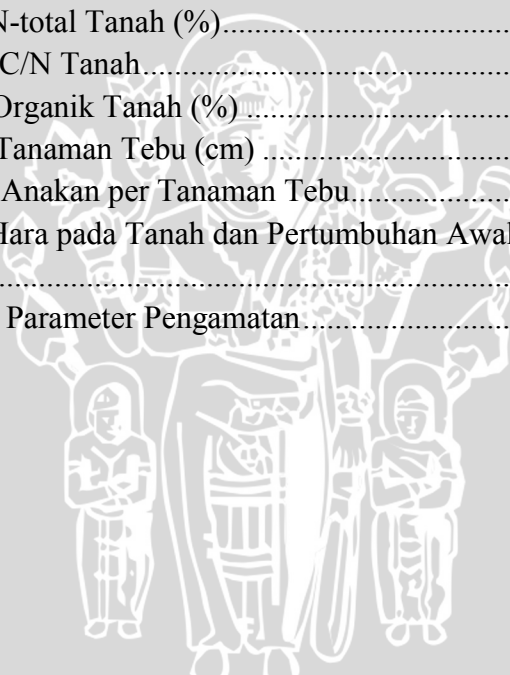 N-total Tanah (%)..................................
C/N Tanah.............................................
Organik Tanah (%) ................................
Tanaman Tebu (cm) ..............................
Anakan per Tanaman Tebu...................
Hara pada Tanah dan Pertumbuhan Awal
..............................................................
Parameter Pengamatan..........................